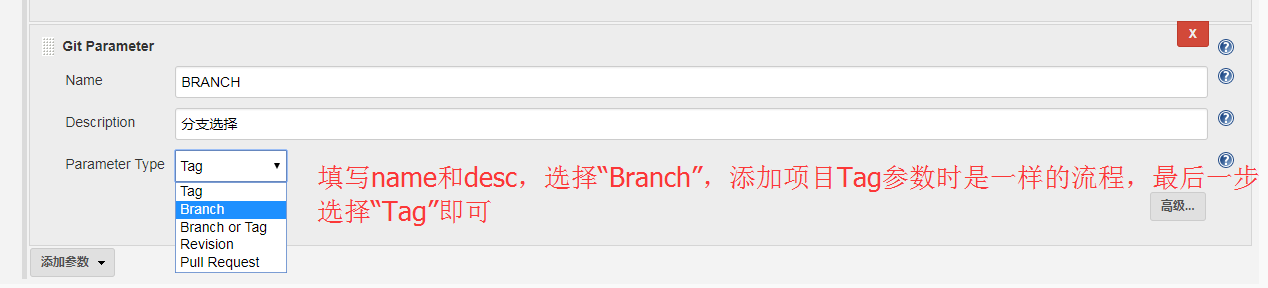 Git Parameter
X
Name
BRANCH
Description
分支选择
Parameter Type
Tag
Tag
Branch
Branch or Tag
Revision
Pull Request
填写name和desc，选择“Branch”，添加项目Tag参数时是一样的流程，最后一步
选择“Tag”即可
高级...
添加参数